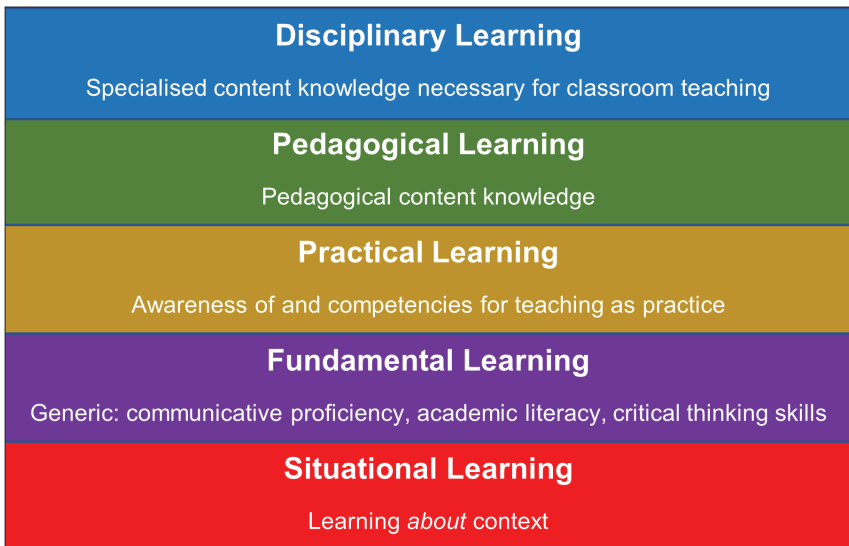 Disciplinary Learning
Specialised content knowledge necessary for classroom teaching
Pedagogical Learning
Pedagogical content knowledge
Practical Learning
Awareness of and competencies for teaching as practice
Fundamental Learning
Generic: communicative proficiency, academic literacy, critical thinking skills
Situational Learning
Learning about context